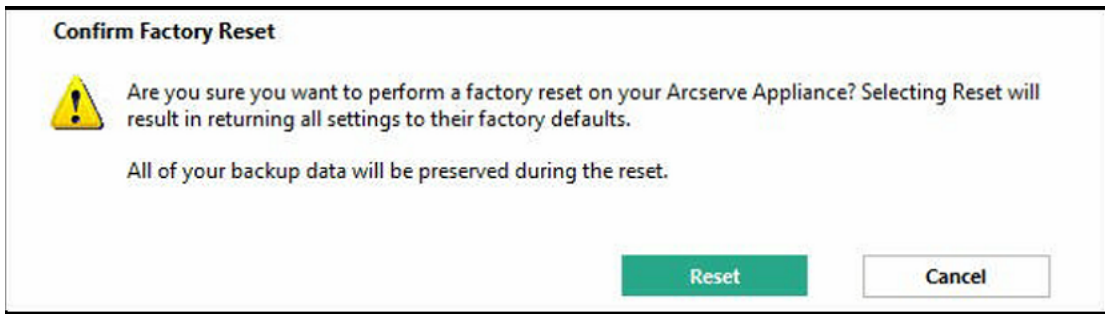 Confirm Factory Reset
Are you sure you want to perform a factory reset on your Arcserve Appliance? Selecting Reset will
result in returning all settings to their factory defaults.
All of your backup data will be preserved during the reset.
Reset
Cancel